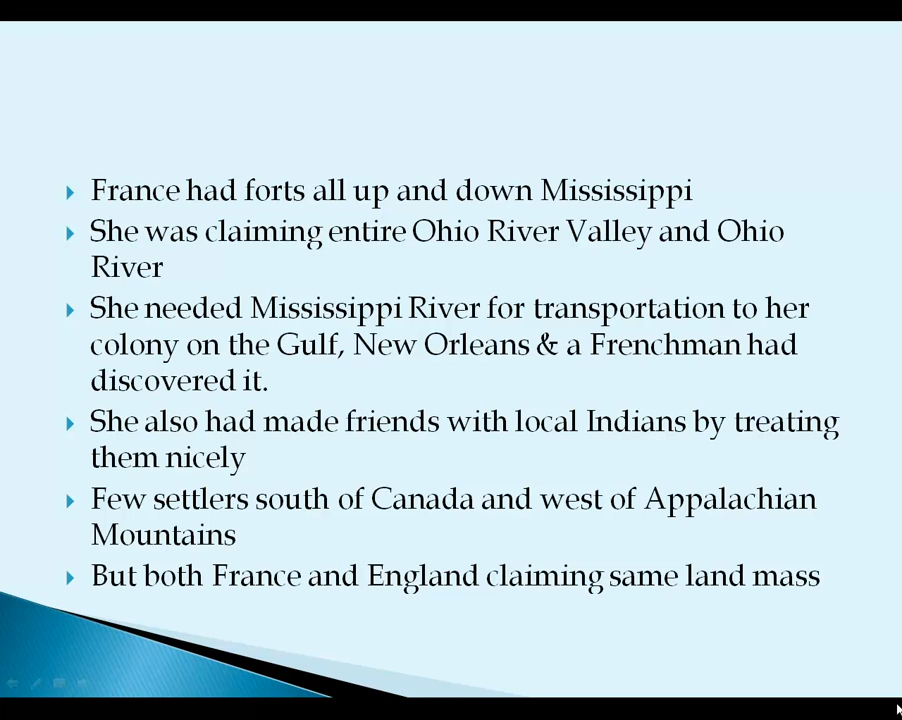 France had forts all up and down Mississippi
She was claiming entire Ohio River Valley and Ohio
River
She needed Mississippi River for transportation to her
colony on the Gulf, New Orleans & a Frenchman had
discovered it.
She also had made friends with local Indians by treating
them nicely
Few settlers south of Canada and west of Appalachian
Mountains
But both France and England claiming same land mass